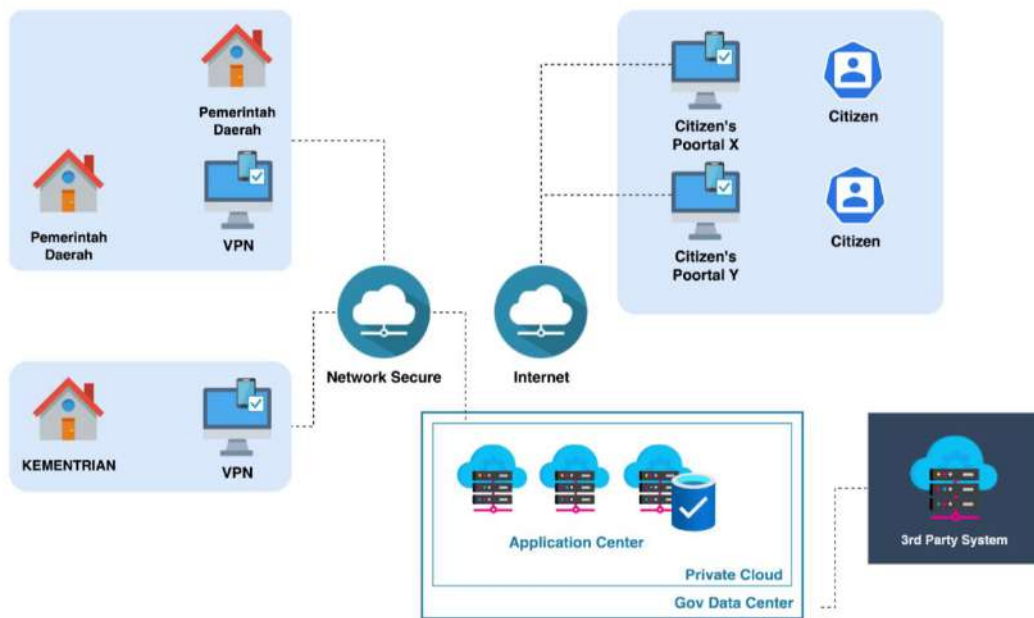 Pemerintah
Daerah
Pemerintah
Daerah
VPN
Citizen's
Poortal X
Citizen
Citizen's
Poortal Y
Citizen
Network Secure
Internet
KEMENTRIAN
VPN
Application Center
Private Cloud
Gov Data Center
3rd Party System